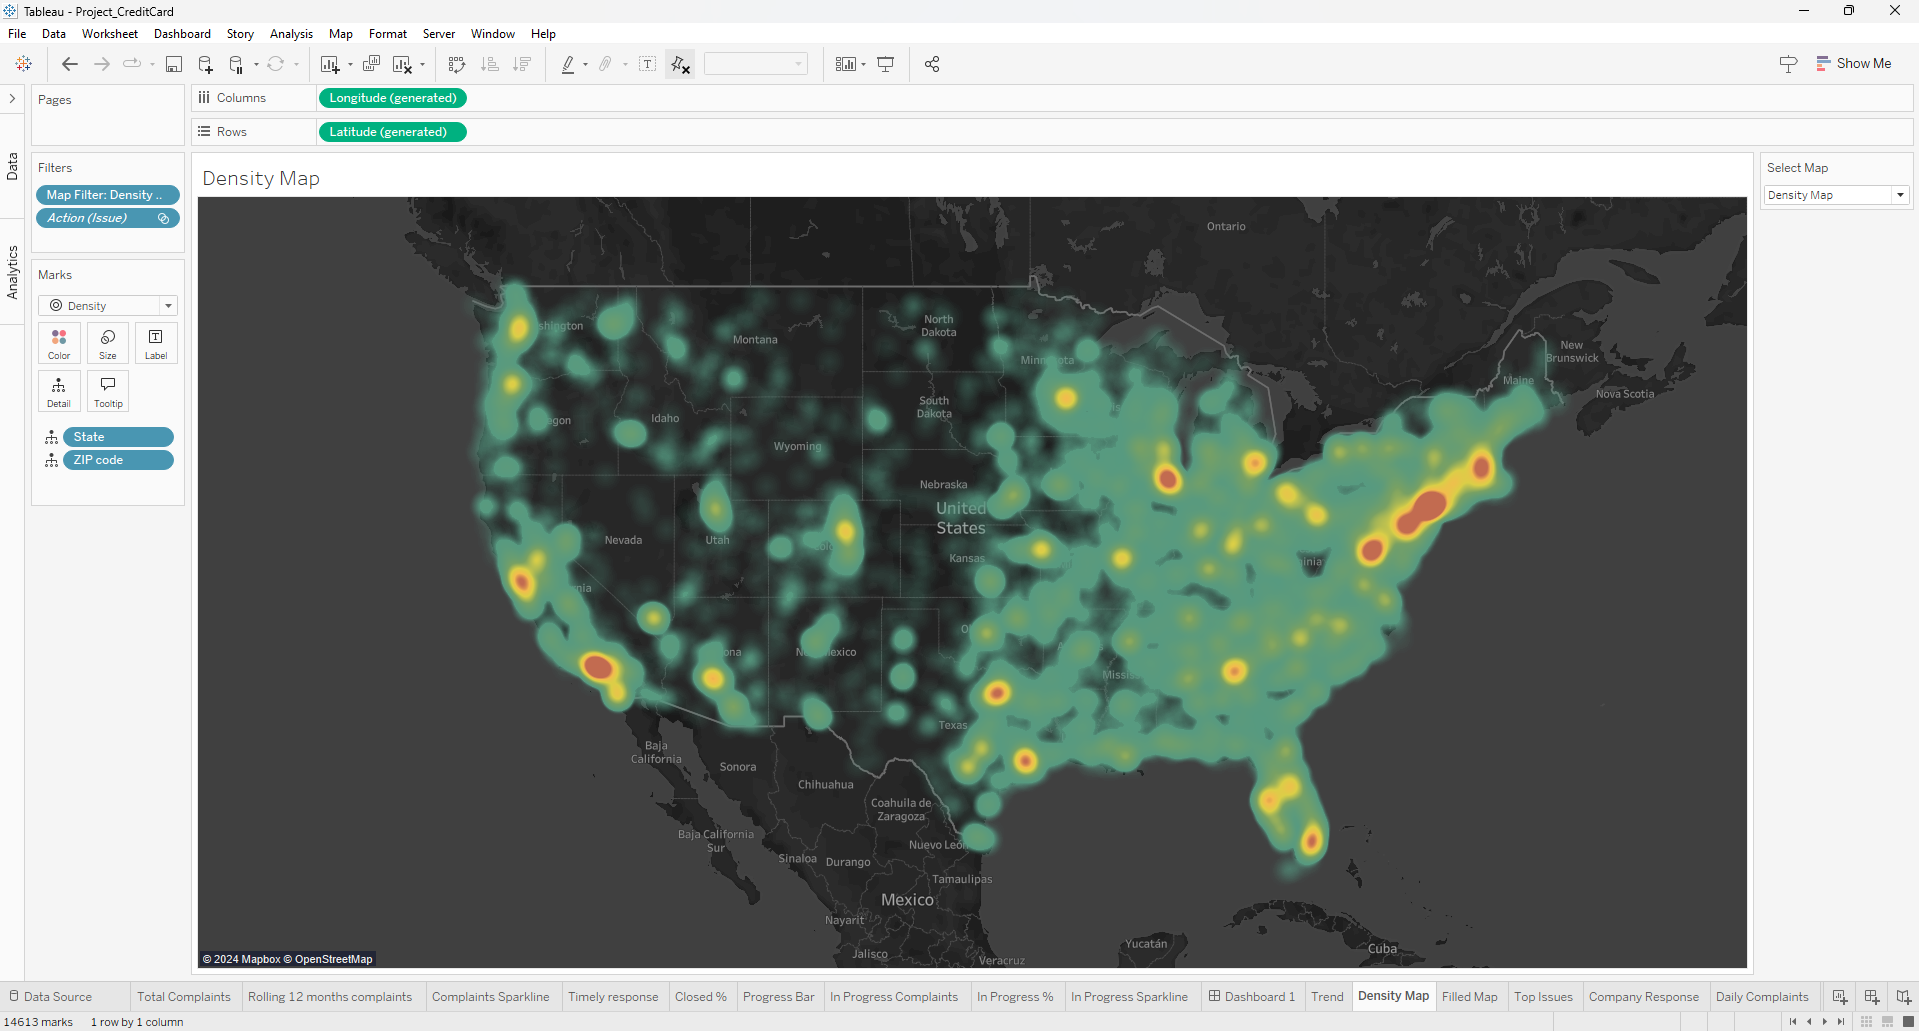 Tableau - Project_CreditCard
File Data Worksheet Dashboard Story Analysis Map Format Server Window Help
Show Me
Pages
Columns
Longitude (generated)
Rows
Latitude (generated)
Data
Analytics
Filters
Map Filter: Density ..
Action (Issue)
Marks
Density
Color Size Label
Detail Tooltip
State
ZIP code
Density Map
Select Map
Density Map
Ontario
shington
Montana
North
Dakota
New
Brunswick
Maine
Nova Scotia
South
Dakota
Idaho
egon
Wyoming
Nebraska
United
States
Nevada
Utah
Kansas
inia
nia
ona
Texas
Baja
California
Sonora
Chihuahua
Coahuila de
Zaragoza
Baja California
Sur
Nuevo León
Sinaloa
Durango
Tamaulipas
Mexico
Nayarit
Yucatán
Cuba
Jalisco
Veracruz
© 2024 Mapbox © OpenStreetMap
Data Source Total Complaints Rolling 12 months complaints Complaints Sparkline Timely response Closed % Progress Bar In Progress Complaints In Progress % In Progress Sparkline Dashboard 1 Trend Density Map Filled Map Top Issues Company Response Daily Complaints
14613 marks 1 row by 1 column